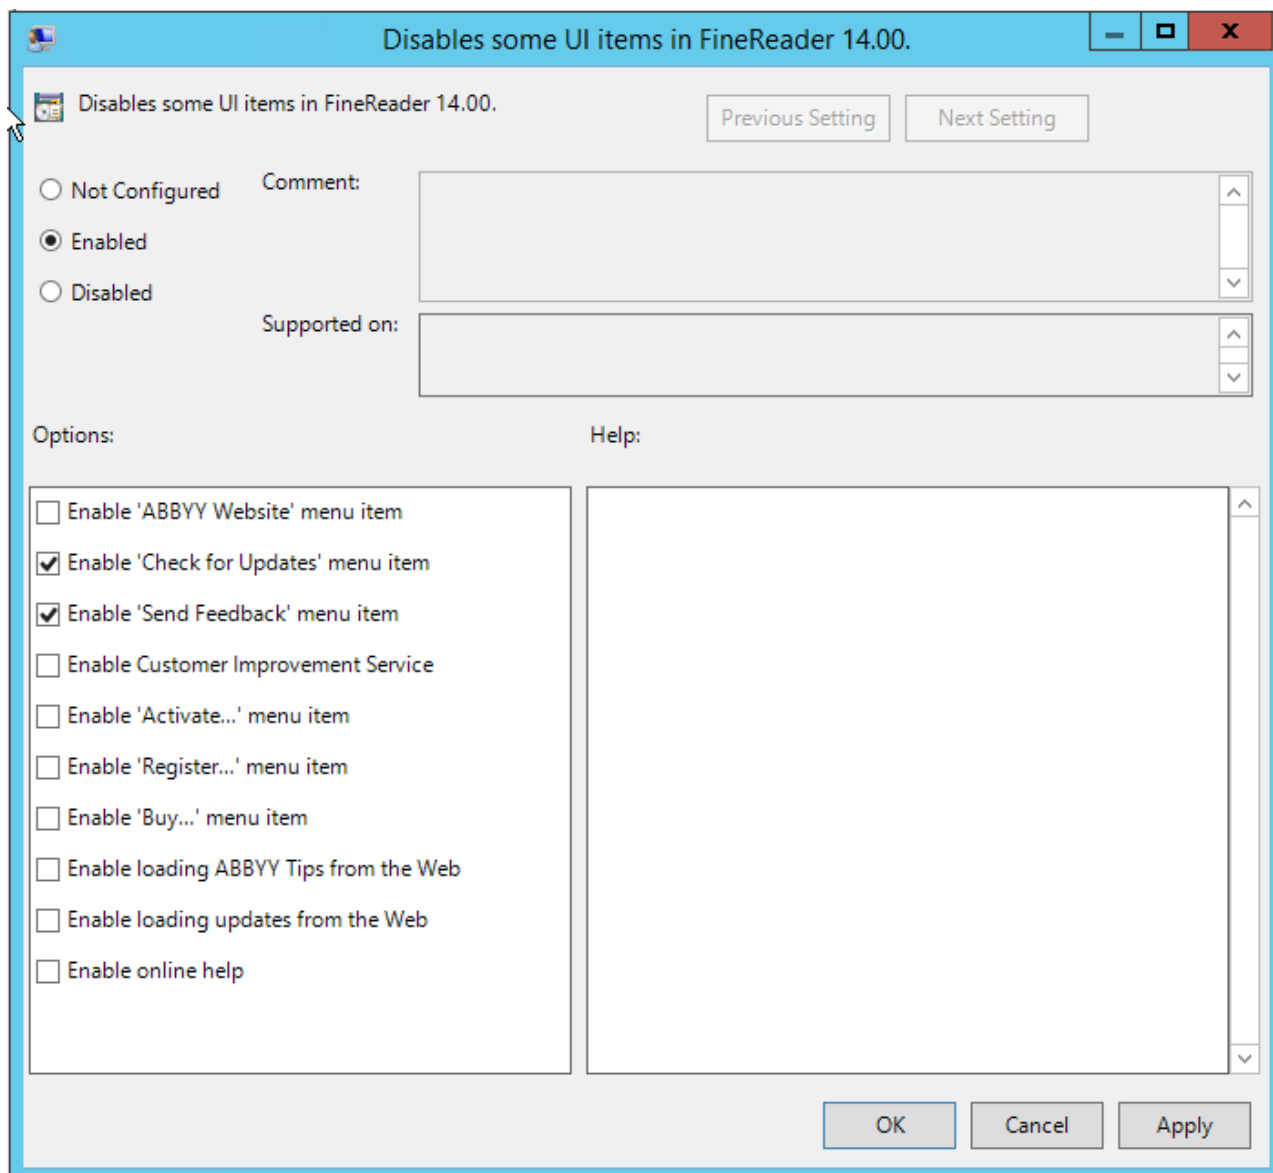 Disables some UI items in FineReader 14.00.
Disables some UI items in FineReader 14.00.
Previous Setting
Next Setting
Not Configured
Comment:
Enabled
Disabled
Supported on:
Options:
Help:
Enable 'ABBYY Website' menu item
Enable 'Check for Updates' menu item
Enable 'Send Feedback' menu item
Enable Customer Improvement Service
Enable 'Activate...' menu item
Enable 'Register...' menu item
Enable 'Buy...' menu item
Enable loading ABBYY Tips from the Web
Enable loading updates from the Web
Enable online help
OK
Cancel
Apply